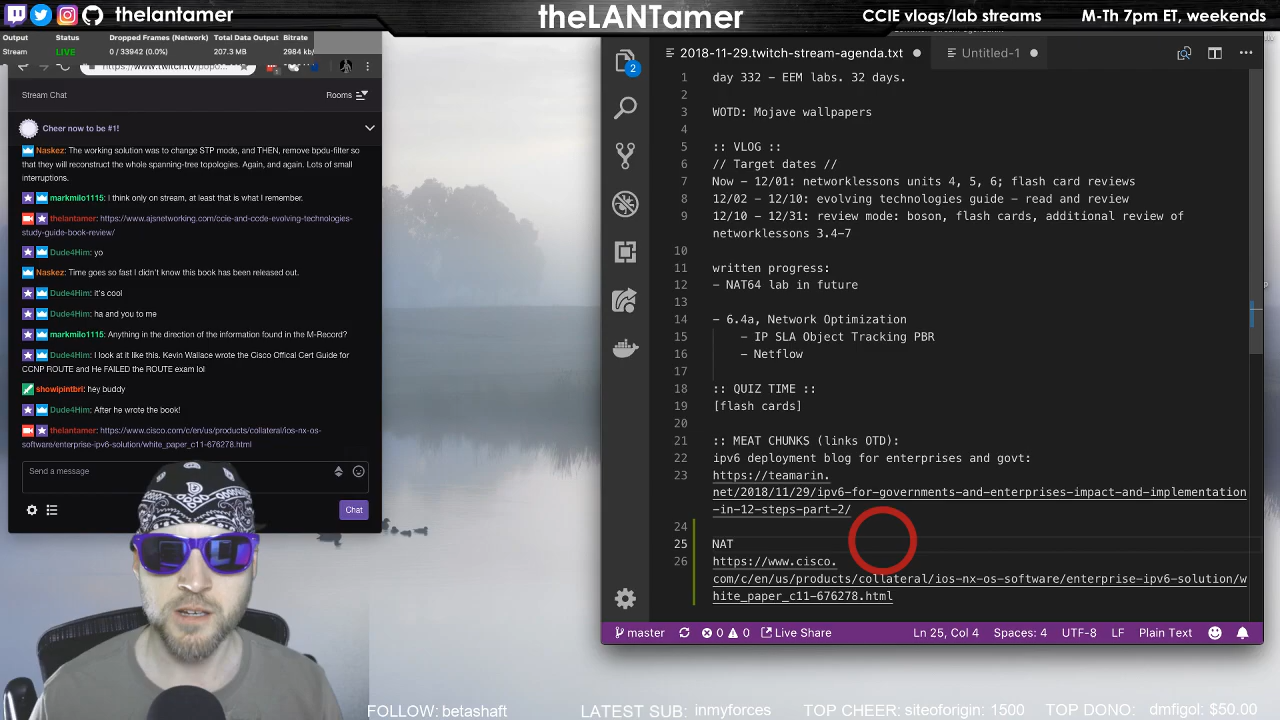 thelantamer
theLANTamer
CCIE vlogs/lab streams
M-Th 7pm ET, weekends
Output Status Dropped Frames (Network) Total Data Output Bitrate
Stream LIVE 0 / 33942 (0.0%) 207.3 MB 2984 kb/s
Stream Chat
Rooms
Cheer now to be #1!
Naskez: The working solution was to change STP mode, and THEN, remove bpdu-filter so
that they will reconstruct the whole spanning-tree topologies. Again, and again. Lots of small
interruptions.
markmilo1115: I think only on stream, at least that is what I remember.
thelantamer: https://www.ajsnetworking.com/ccie-and-ccde-evolving-technologies-
study-guide-book-review/
Dude4Him: yo
Naskez: Time goes so fast I didn't know this book has been released out.
Dude4Him: it's cool
Dude4Him: ha and you to me
markmilo1115: Anything in the direction of the information found in the M-Record?
Dude4Him: I look at it like this. Kevin Wallace wrote the Cisco Offical Cert Guide for
CCNP ROUTE and He FAILED the ROUTE exam lol
showipintbri: hey buddy
Dude4Him: After he wrote the book!
thelantamer: https://www.cisco.com/c/en/us/products/collateral/ios-nx-os-
software/enterprise-ipv6-solution/white_paper_c11-676278.html
Send a message
Chat
2018-11-29.twitch-stream-agenda.txt
Untitled-1
2
1 day 332 - EEM labs. 32 days.
2
3 WOTD: Mojave wallpapers
4
5 :: VLOG ::
6 // Target dates //
7 Now - 12/01: networklessons units 4, 5, 6; flash card reviews
8 12/02 - 12/10: evolving technologies guide - read and review
9 12/10 - 12/31: review mode: boson, flash cards, additional review of
networklessons 3.4-7
10
11 written progress:
12 - NAT64 lab in future
13
14 - 6.4a, Network Optimization
15 - IP SLA Object Tracking PBR
16 - Netflow
17
18 :: QUIZ TIME ::
19 [flash cards]
20
21 :: MEAT CHUNKS (links OTD):
22 ipv6 deployment blog for enterprises and govt:
23 https://teamarin.
net/2018/11/29/ipv6-for-governments-and-enterprises-impact-and-implementation
-in-12-steps-part-2/
24
25 NAT
26 https://www.cisco.
com/c/en/us/products/collateral/ios-nx-os-software/enterprise-ipv6-solution/w
hite_paper_c11-676278.html
master 0 0 Live Share Ln 25, Col 4 Spaces: 4 UTF-8 LF Plain Text
FOLLOW: betashaft
LATEST SUB: inmyforces
TOP CHEER: siteoforigin: 1500
TOP DONO: dmfigol: $50.00